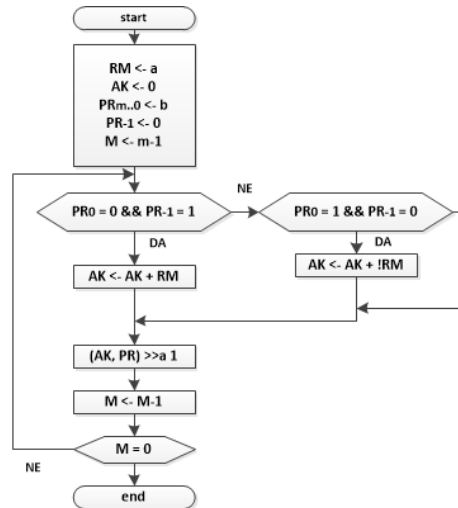 start
RM <- a
AK <- 0
PRm..0 <- b
PR-1 <- 0
M <- m-1
PR0 = 0 && PR-1 = 1
NE
PR0 = 1 && PR-1 = 0
DA
DA
AK <- AK + RM
AK <- AK + !RM
(AK, PR) >>a 1
M <- M-1
M = 0
NE
end